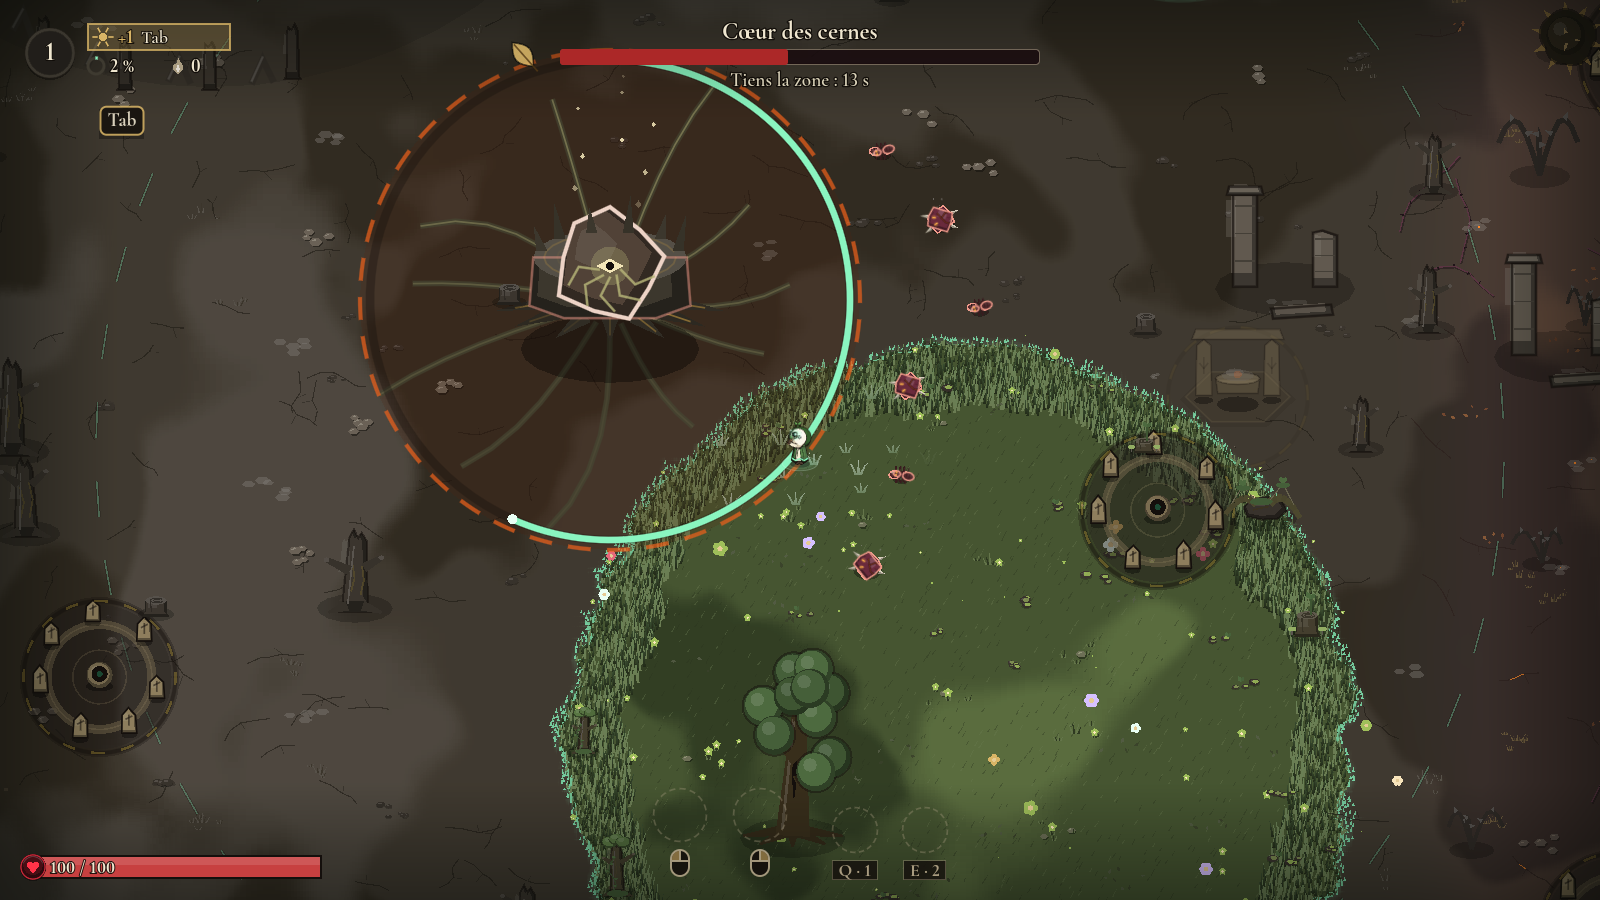 Cœur des cernes
1
+1 Tab
2 %
0
Tiens la zone : 13 s
Tab
100 / 100
Q · 1
E · 2